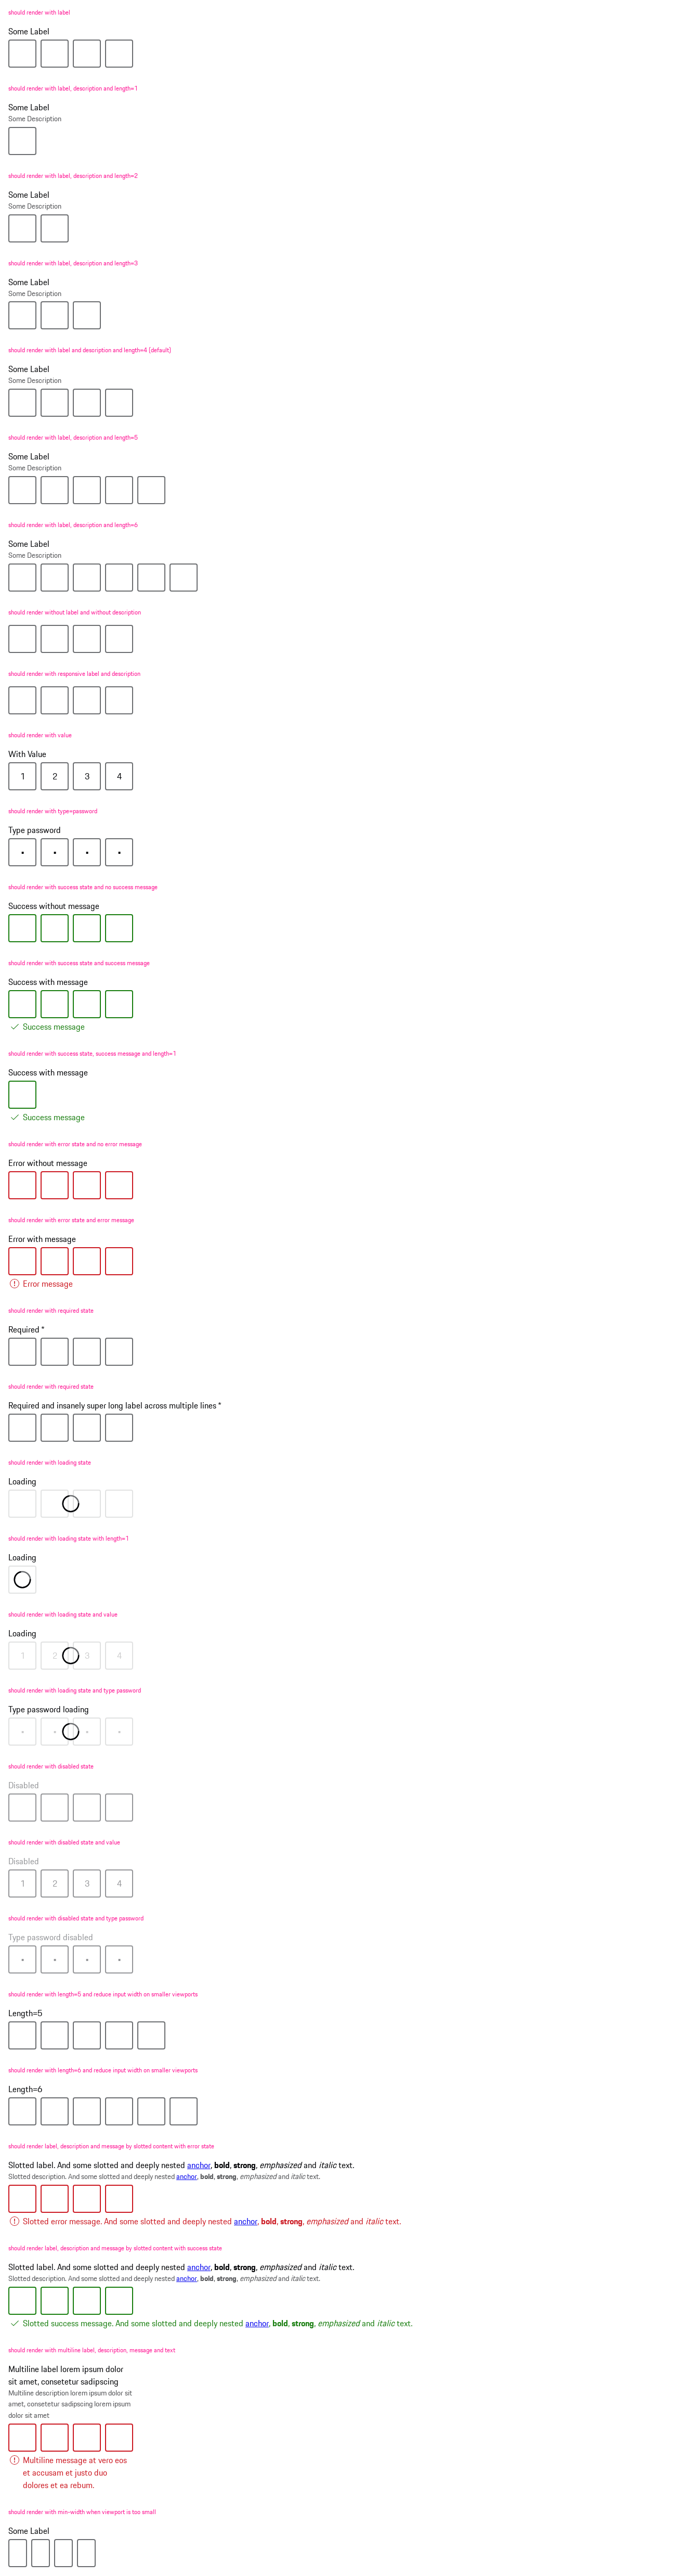 should render with label
Some Label
should render with label, description and length=1
Some Label
Some Description
should render with label, description and length=2
Some Label
Some Description
should render with label, description and length=3
Some Label
Some Description
should render with label and description and length=4 (default)
Some Label
Some Description
should render with label, description and length=5
Some Label
Some Description
should render with label, description and length=6
Some Label
Some Description
should render without label and without description
should render with responsive label and description
should render with value
With Value
1 2 3 4
should render with type=password
Type password
should render with success state and no success message
Success without message
should render with success state and success message
Success with message
Success message
should render with success state, success message and length=1
Success with message
Success message
should render with error state and no error message
Error without message
should render with error state and error message
Error with message
Error message
should render with required state
Required *
should render with required state
Required and insanely super long label across multiple lines *
should render with loading state
Loading
should render with loading state with length=1
Loading
should render with loading state and value
Loading
1 2 3 4
should render with loading state and type password
Type password loading
should render with disabled state
Disabled
should render with disabled state and value
Disabled
1 2 3 4
should render with disabled state and type password
Type password disabled
should render with length=5 and reduce input width on smaller viewports
Length=5
should render with length=6 and reduce input width on smaller viewports
Length=6
should render label, description and message by slotted content with error state
Slotted label. And some slotted and deeply nested anchor, bold, strong, emphasized and italic text.
Slotted description. And some slotted and deeply nested anchor, bold, strong, emphasized and italic text.
Slotted error message. And some slotted and deeply nested anchor, bold, strong, emphasized and italic text.
should render label, description and message by slotted content with success state
Slotted label. And some slotted and deeply nested anchor, bold, strong, emphasized and italic text.
Slotted description. And some slotted and deeply nested anchor, bold, strong, emphasized and italic text.
Slotted success message. And some slotted and deeply nested anchor, bold, strong, emphasized and italic text.
should render with multiline label, description, message and text
Multiline label lorem ipsum dolor
sit amet, consetetur sadipscing
Multiline description lorem ipsum dolor sit
amet, consetetur sadipscing lorem ipsum
dolor sit amet
Multiline message at vero eos
et accusam et justo duo
dolores et ea rebum.
should render with min-width when viewport is too small
Some Label